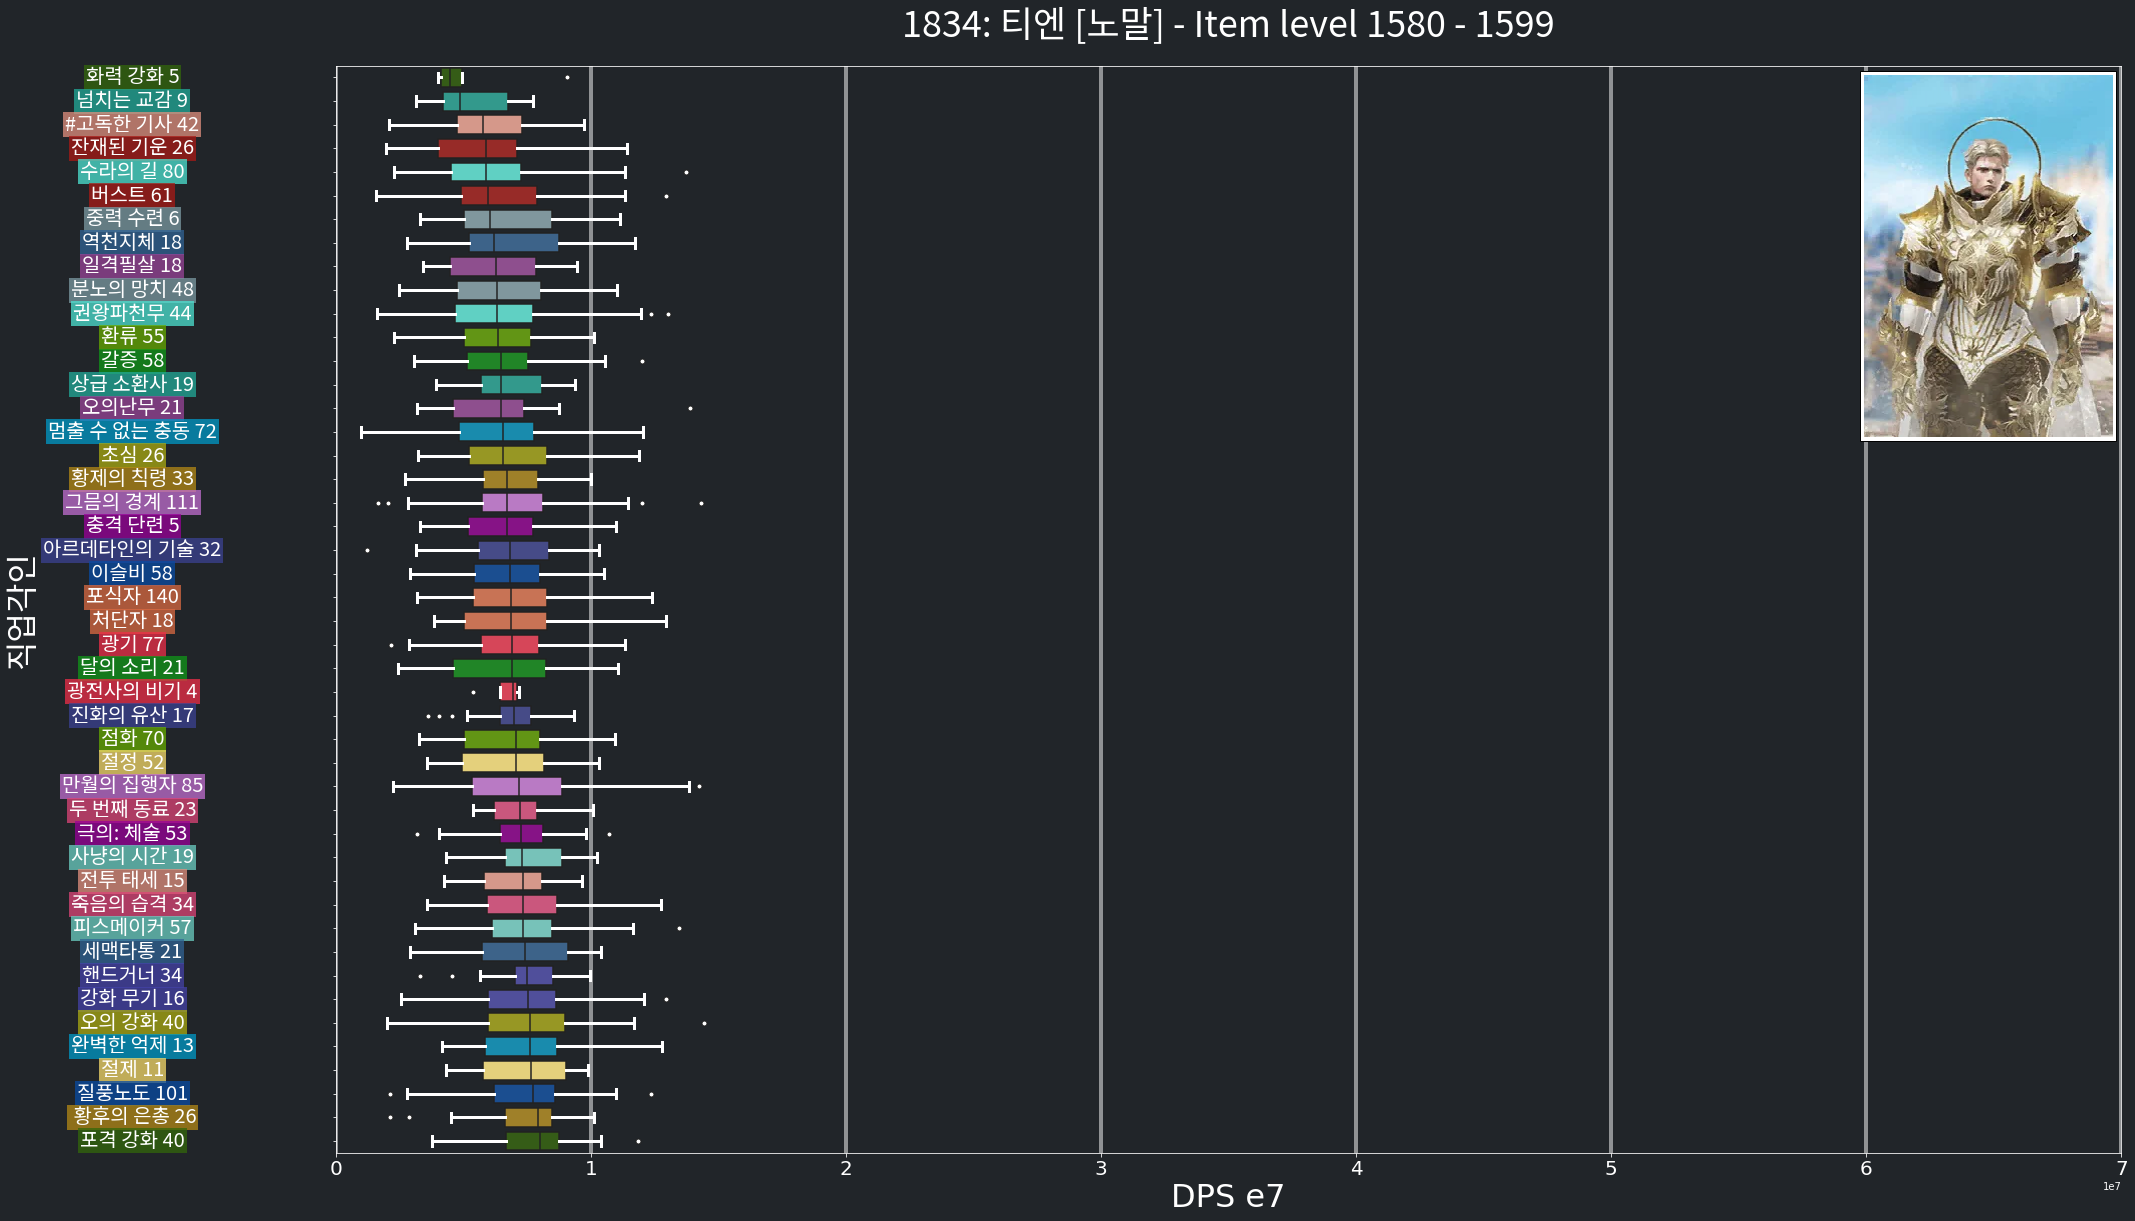 1834: 티엔 [노말] - Item level 1580 - 1599
화력 강화 5
넘치는 교감 9
#고독한 기사 42
잔재된 기운 26
수라의 길 80
버스트 61
중력 수련 6
역천지체 18
일격필살 18
분노의 망치 48
권왕파천무 44
환류 55
갈증 58
상급 소환사 19
오의난무 21
멈출 수 없는 충동 72
초심 26
황제의 칙령 33
그믐의 경계 111
충격 단련 5
아르데타인의 기술 32
이슬비 58
포식자 140
처단자 18
광기 77
달의 소리 21
광전사의 비기 4
진화의 유산 17
점화 70
절정 52
만월의 집행자 85
두 번째 동료 23
극의: 체술 53
사냥의 시간 19
전투 태세 15
죽음의 습격 34
피스메이커 57
세맥타통 21
핸드거너 34
강화 무기 16
오의 강화 40
완벽한 억제 13
절제 11
질풍노도 101
황후의 은총 26
포격 강화 40
직업각인
0 1 2 3 4 5 6 7
1e7
DPS e7